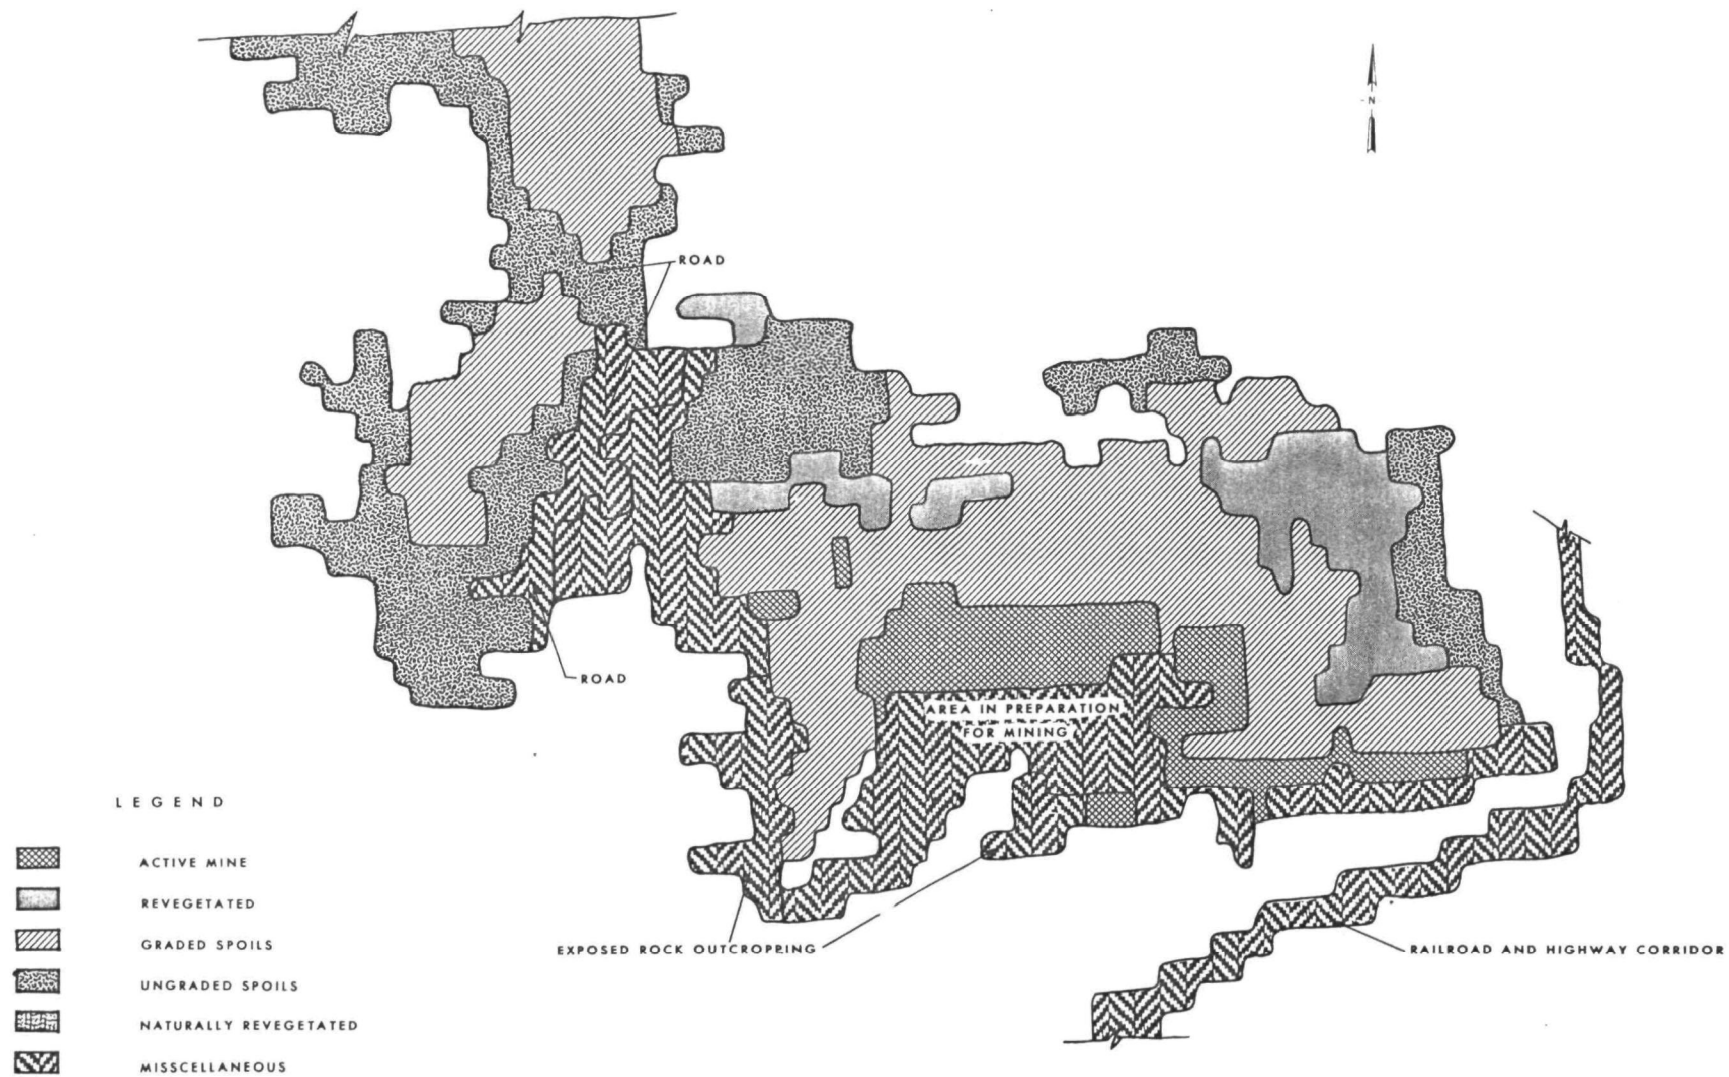 N
ROAD
ROAD
AREA IN PREPARATION
FOR MINING
LEGEND
ACTIVE MINE
REVEGETATED
GRADED SPOILS
UNGRADED SPOILS
NATURALLY REVEGETATED
MISSCELLANEOUS
EXPOSED ROCK OUTCROPPING
RAILROAD AND HIGHWAY CORRIDOR